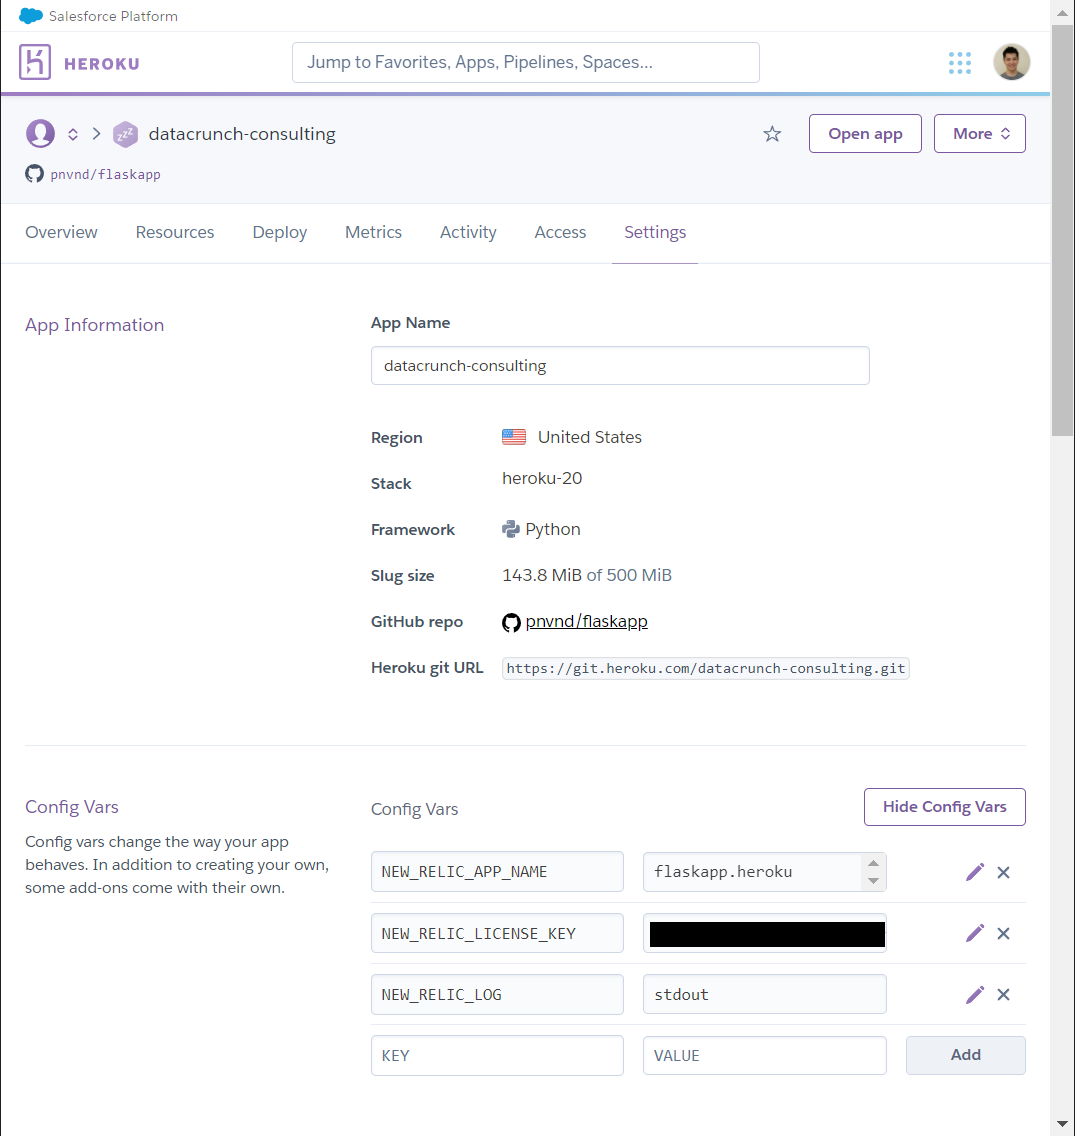 Salesforce Platform
HEROKU
Jump to Favorites, Apps, Pipelines, Spaces...
datacrunch-consulting
Open app
More
pnvnd/flaskapp
Overview
Resources
Deploy
Metrics
Activity
Access
Settings
App Information
App Name
datacrunch-consulting
Region
United States
Stack
heroku-20
Framework
Python
Slug size
143.8 MiB of 500 MiB
GitHub repo
pnvnd/flaskapp
Heroku git URL
https://git.heroku.com/datacrunch-consulting.git
Config Vars
Config vars change the way your app
behaves. In addition to creating your own,
some add-ons come with their own.
Config Vars
Hide Config Vars
NEW_RELIC_APP_NAME
flaskapp.heroku
NEW_RELIC_LICENSE_KEY
NEW_RELIC_LOG
stdout
KEY
VALUE
Add